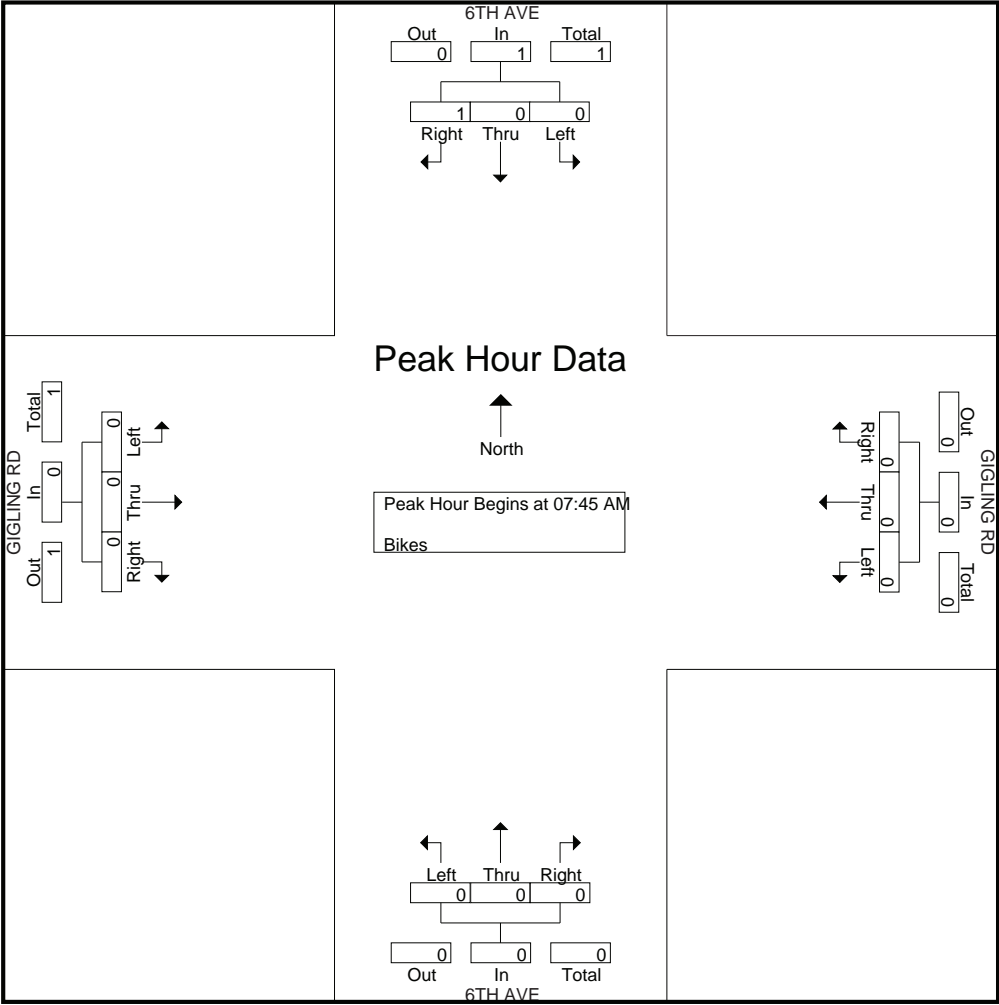 6TH AVE
Out In Total
0 1 1
1 0 0
Right Thru Left
Peak Hour Data
North
Peak Hour Begins at 07:45 AM
Bikes
GIGLING RD
Out In Total
1 0 1
Right Thru Left
0 0 0
GIGLING RD
Out In Total
0 0 0
Right Thru Left
0 0 0
Left Thru Right
0 0 0
0 0 0
Out In Total
6TH AVE